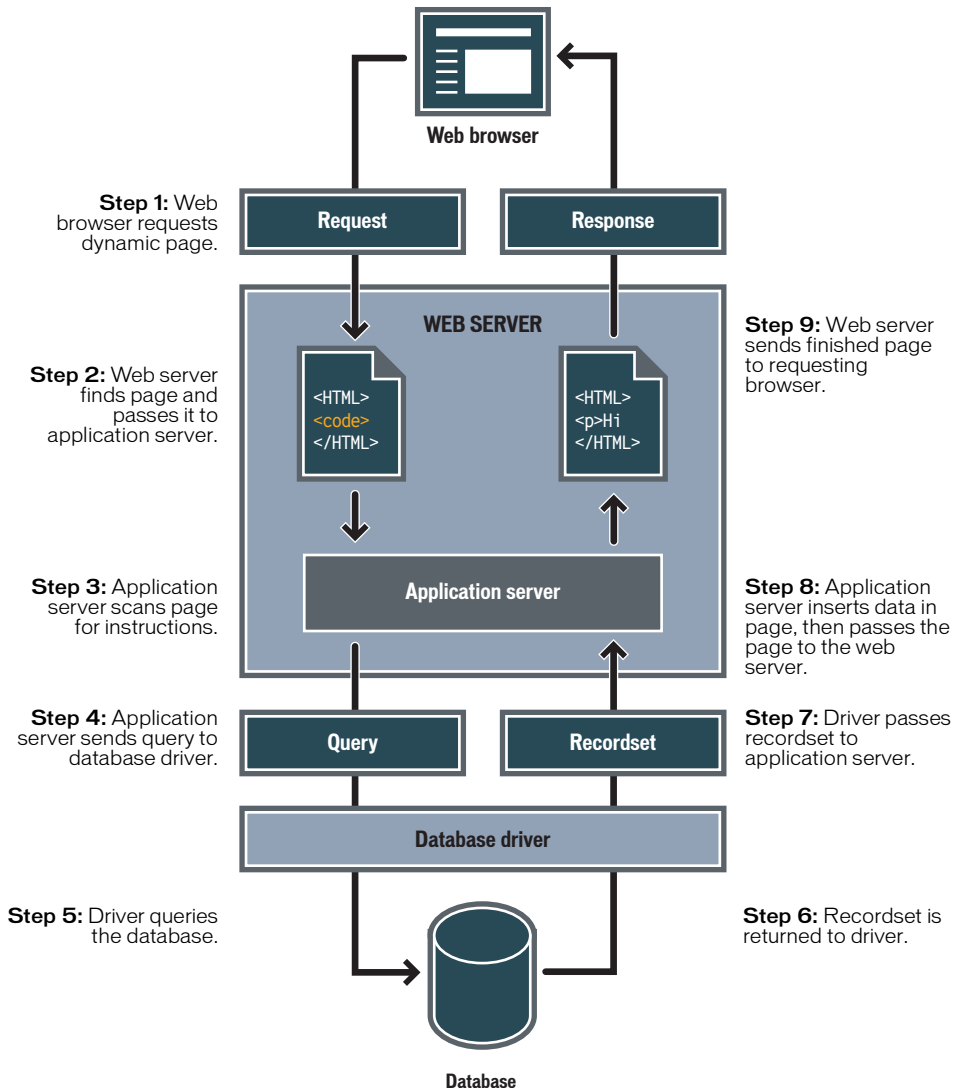 Web browser
Step 1: Web
browser requests
dynamic page.
Request
Response
WEB SERVER
Step 2: Web server
finds page and
passes it to
application server.
<HTML>
<code>
</HTML>
<HTML>
<p>Hi
</HTML>
Step 9: Web server
sends finished page
to requesting
browser.
Step 3: Application
server scans page
for instructions.
Application server
Step 8: Application
server inserts data in
page, then passes the
page to the web
server.
Step 4: Application
server sends query to
database driver.
Query
Recordset
Step 7: Driver passes
recordset to
application server.
Database driver
Step 5: Driver queries
the database.
Step 6: Recordset is
returned to driver.
Database